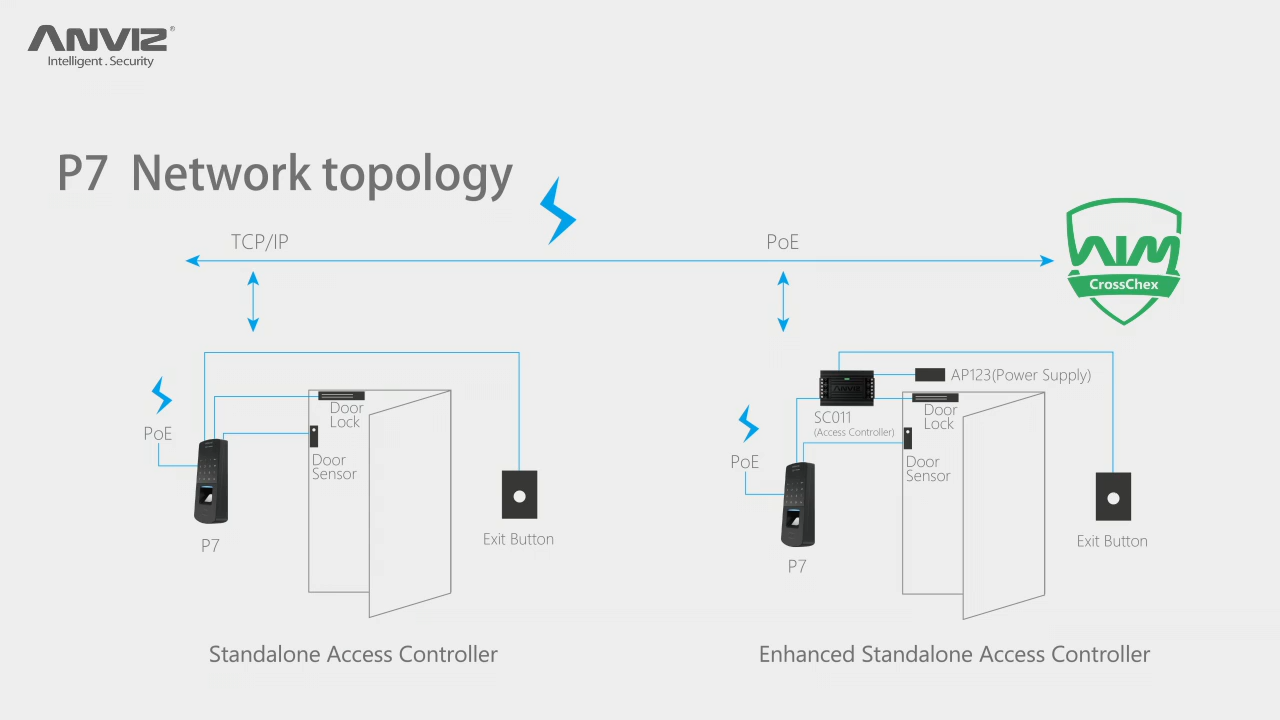 ANVIZ®
Intelligent . Security
P7 Network topology
TCP/IP
PoE
AIM
CrossChex
PoE
Door
Lock
Door
Sensor
P7
Exit Button
Standalone Access Controller
ANVIZ
AP123(Power Supply)
SC011
(Access Controller)
Door
Lock
PoE
Door
Sensor
P7
Exit Button
Enhanced Standalone Access Controller